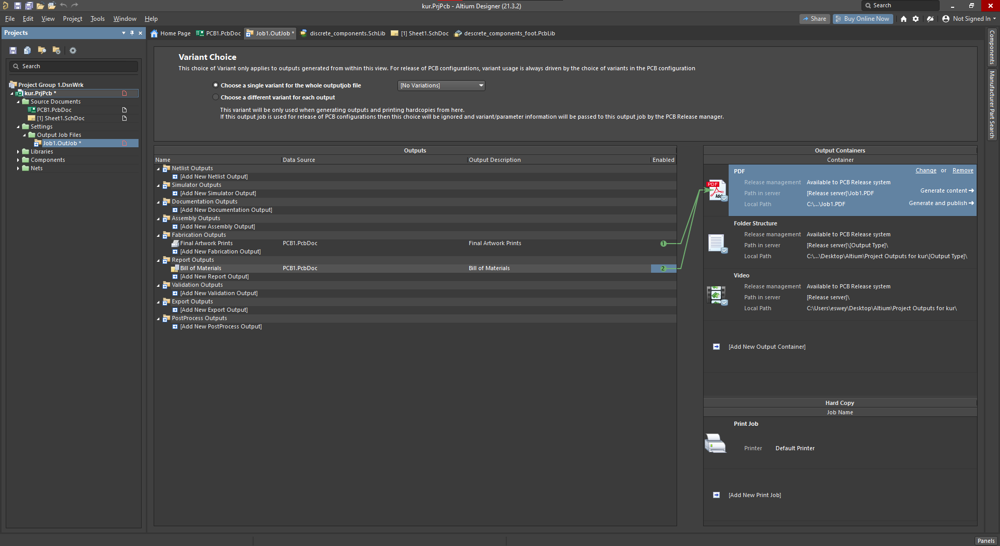 kur.PrjPcb - Altium Designer (21.3.2)
Search
File Edit View Project Tools Window Help
Share
Buy Online Now
Not Signed In
Projects
Home Page
PCB1.PcbDoc
Job1.OutJob *
discrete_components.SchLib
[1] Sheet1.SchDoc
descrete_components_foot.PcbLib
Search
Project Group 1.DsnWrk
kur.PrjPcb *
Source Documents
PCB1.PcbDoc
[1] Sheet1.SchDoc
Settings
Output Job Files
Job1.OutJob *
Libraries
Components
Nets
Variant Choice
This choice of Variant only applies to outputs generated from within this view. For release of PCB configurations, variant usage is always driven by the choice of variants in the PCB configuration
Choose a single variant for the whole outputjob file
[No Variations]
Choose a different variant for each output
This variant will be only used when generating outputs and printing hardcopies from here.
If this output job is used for release of PCB configurations then this choice will be ignored and variant/parameter information will be passed to this output job by the PCB Release manager.
Outputs
Name Data Source Output Description Enabled
Netlist Outputs
[Add New Netlist Output]
Simulator Outputs
[Add New Simulator Output]
Documentation Outputs
[Add New Documentation Output]
Assembly Outputs
[Add New Assembly Output]
Fabrication Outputs
Final Artwork Prints PCB1.PcbDoc Final Artwork Prints 1
[Add New Fabrication Output]
Report Outputs
Bill of Materials PCB1.PcbDoc Bill of Materials 2
[Add New Report Output]
Validation Outputs
[Add New Validation Output]
Export Outputs
[Add New Export Output]
PostProcess Outputs
[Add New PostProcess Output]
Output Containers
Container
PDF
Adob
PDF Change or Remove
Release management Available to PCB Release system
Path in server [Release server]\Job1.PDF
Generate content
Local Path C:\...\Job1.PDF
Generate and publish
Folder Structure
Release management Available to PCB Release system
Path in server [Release server]\[Output Type]\
Local Path C:\...\Desktop\Altium\Project Outputs for kur\[Output Type]\
Video
Release management Available to PCB Release system
Path in server [Release server]\
Local Path C:\Users\eswey\Desktop\Altium\Project Outputs for kur\
[Add New Output Container]
Hard Copy
Job Name
Print Job
Printer Default Printer
[Add New Print Job]
Components
Manufacturer Part Search
Panels